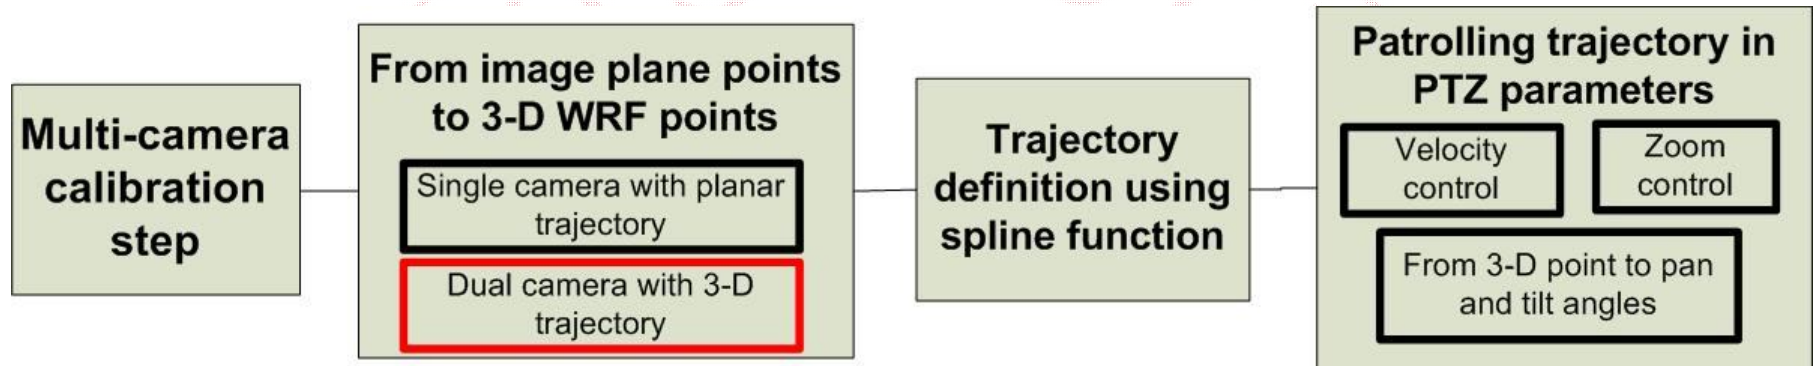 Multi-camera
calibration
step
From image plane points
to 3-D WRF points
Single camera with planar
trajectory
Dual camera with 3-D
trajectory
Trajectory
definition using
spline function
Patrolling trajectory in
PTZ parameters
Velocity
control
Zoom
control
From 3-D point to pan
and tilt angles